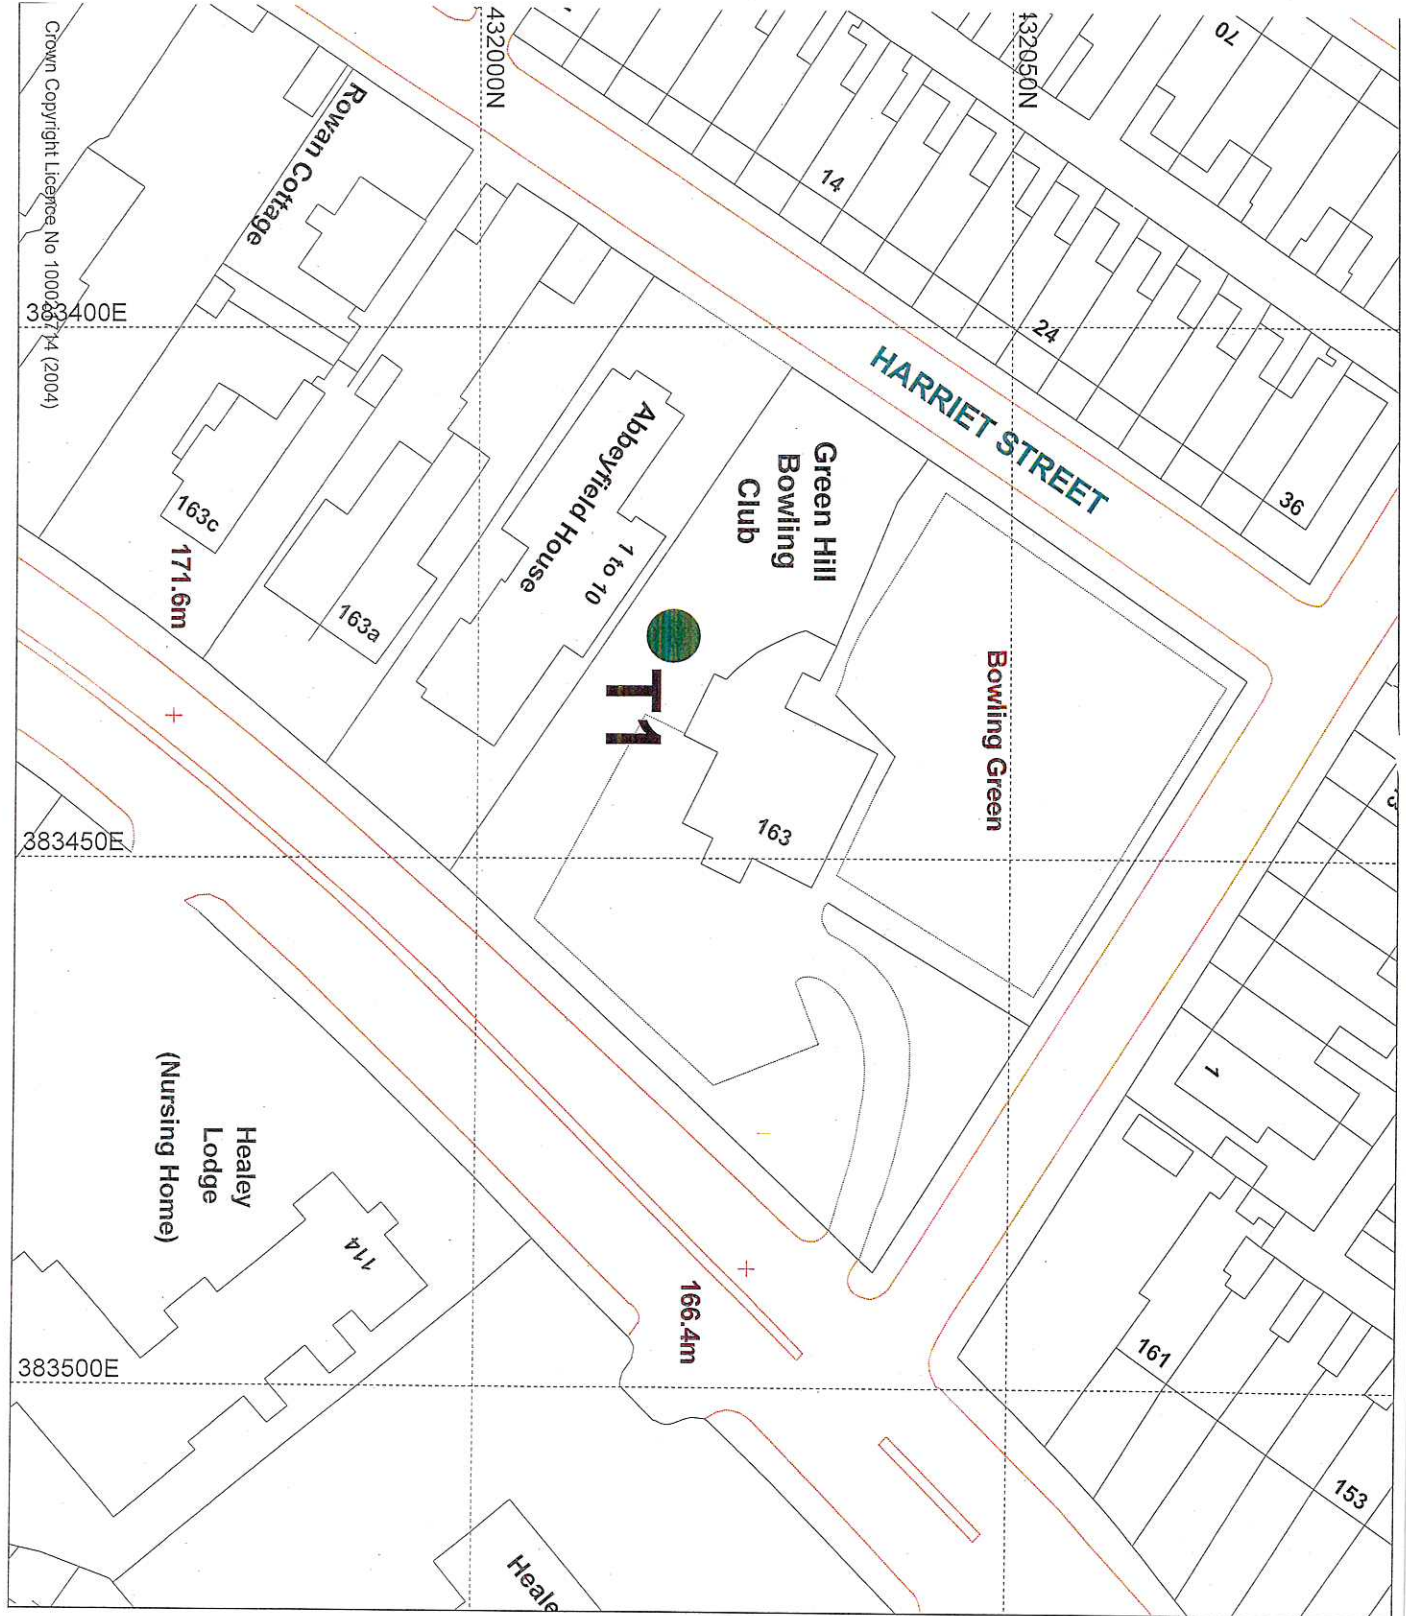 Crown Copyright Licence No 100023714 (2004)
432000N
432050N
70
Rowan Cottage
14
383400E
24
HARRIET STREET
36
Abbeyfield House
1 to 10
Green Hill
Bowling
Club
163c
171.6m
163a
T1
Bowling Green
163
383450E
1
Healey
Lodge
(Nursing Home)
114
166.4m
383500E
161
153
Heale